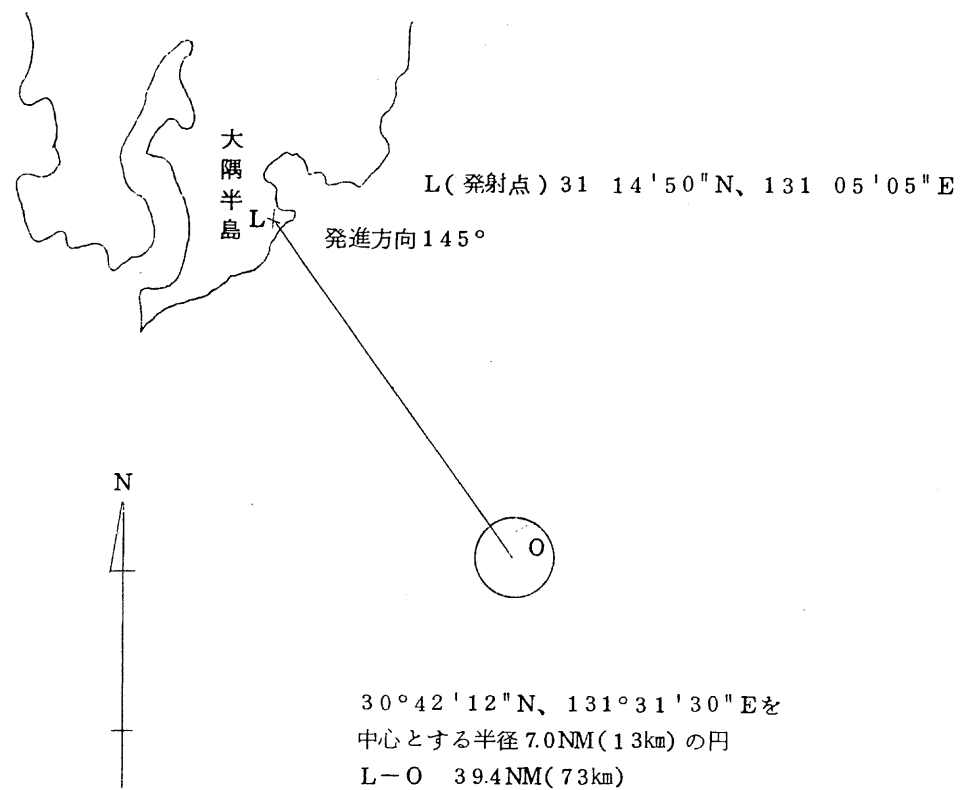 大隅半島
L
L(発射点)31 14'50"N、131 05'05"E
発進方向145°
N
O
30°42'12"N、131°31'30"Eを
中心とする半径7.0NM(13km)の円
L－O 39.4NM(73km)